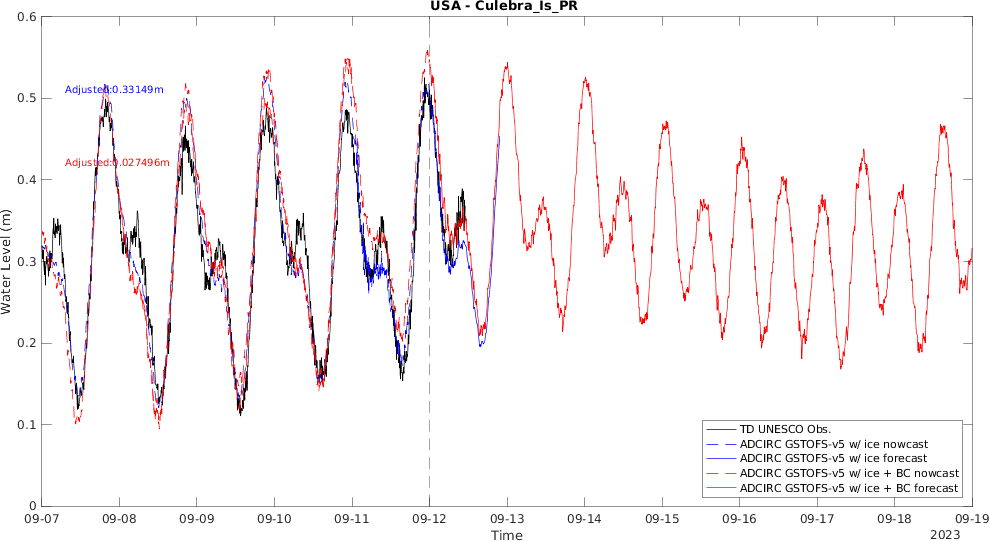 USA - Culebra_Is_PR
0.6
0.5
0.4
0.3
0.2
0.1
0
Water Level (m)
Adjusted:0.33149m
Adjusted:0.027496m
TD UNESCO Obs.
ADCIRC GSTOFS-v5 w/ ice nowcast
ADCIRC GSTOFS-v5 w/ ice forecast
ADCIRC GSTOFS-v5 w/ ice + BC nowcast
ADCIRC GSTOFS-v5 w/ ice + BC forecast
09-07 09-08 09-09 09-10 09-11 09-12 09-13 09-14 09-15 09-16 09-17 09-18 09-19
Time
2023